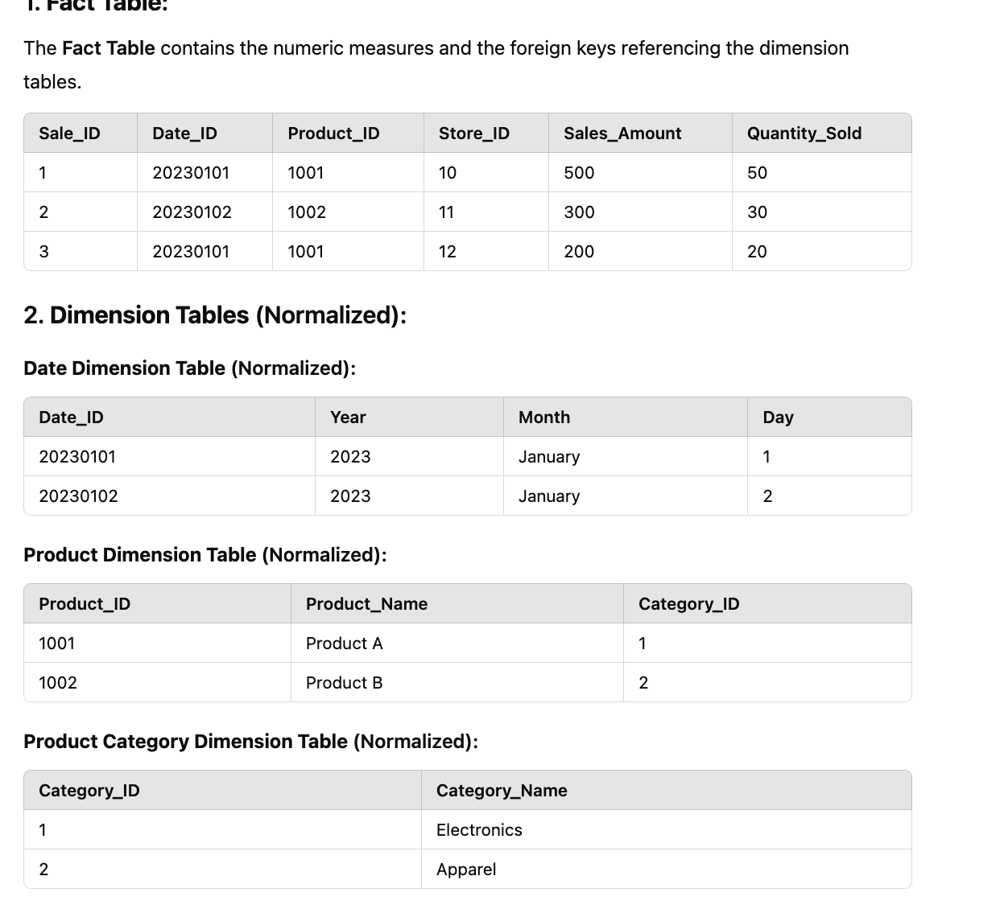 1. Fact Table:
The Fact Table contains the numeric measures and the foreign keys referencing the dimension
tables.
Sale_ID Date_ID Product_ID Store_ID Sales_Amount Quantity_Sold
1 20230101 1001 10 500 50
2 20230102 1002 11 300 30
3 20230101 1001 12 200 20
2. Dimension Tables (Normalized):
Date Dimension Table (Normalized):
Date_ID Year Month Day
20230101 2023 January 1
20230102 2023 January 2
Product Dimension Table (Normalized):
Product_ID Product_Name Category_ID
1001 Product A 1
1002 Product B 2
Product Category Dimension Table (Normalized):
Category_ID Category_Name
1 Electronics
2 Apparel